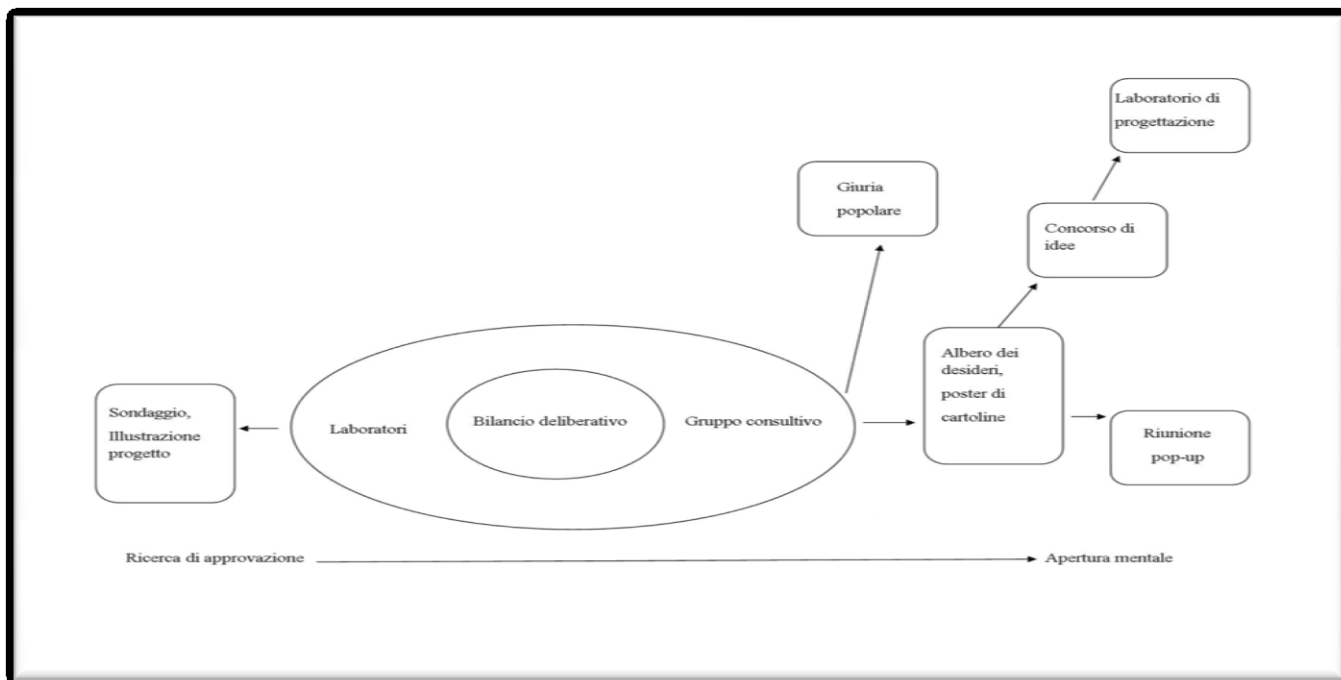 Laboratorio di
progettazione
Giuria
popolare
Concorso di
idee
Albero dei
desideri,
poster di
cartoline
Sondaggio,
Illustrazione
progetto
Laboratori
Bilancio deliberativo
Gruppo consultivo
Riunione
pop-up
Ricerca di approvazione
Apertura mentale